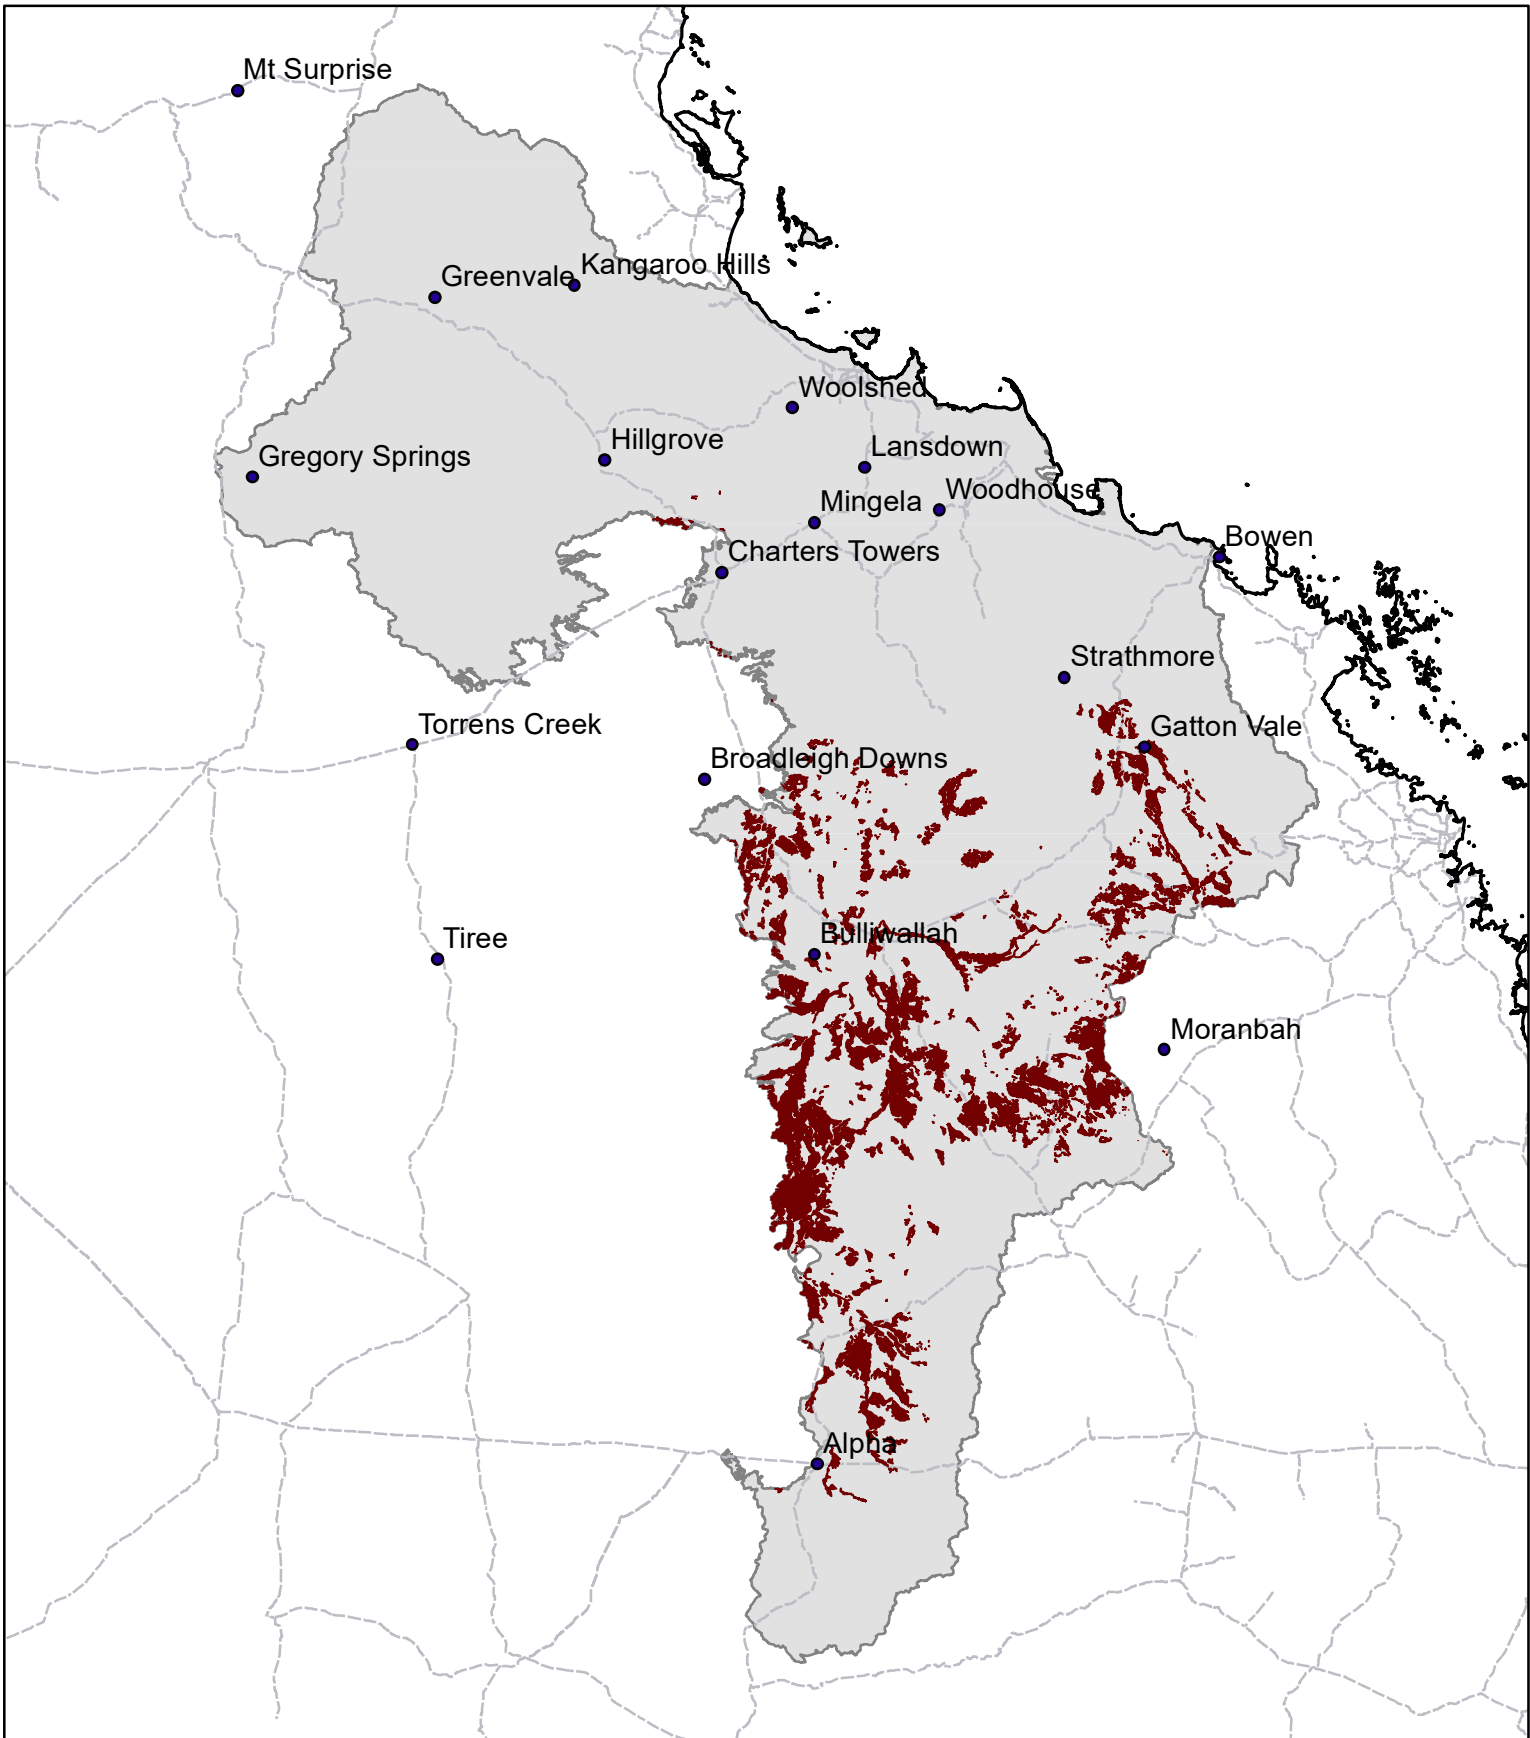 Mt Surprise
Kangaroo Hills
Greenvale
Woolshed
Hillgrove
Lansdown
Gregory Springs
Woodhouse
Mingela
Bowen
Charters Towers
Strathmore
Torrens Creek
Gatton Vale
Broadleigh Downs
Bulliwallah
Tiree
Moranbah
Alpha